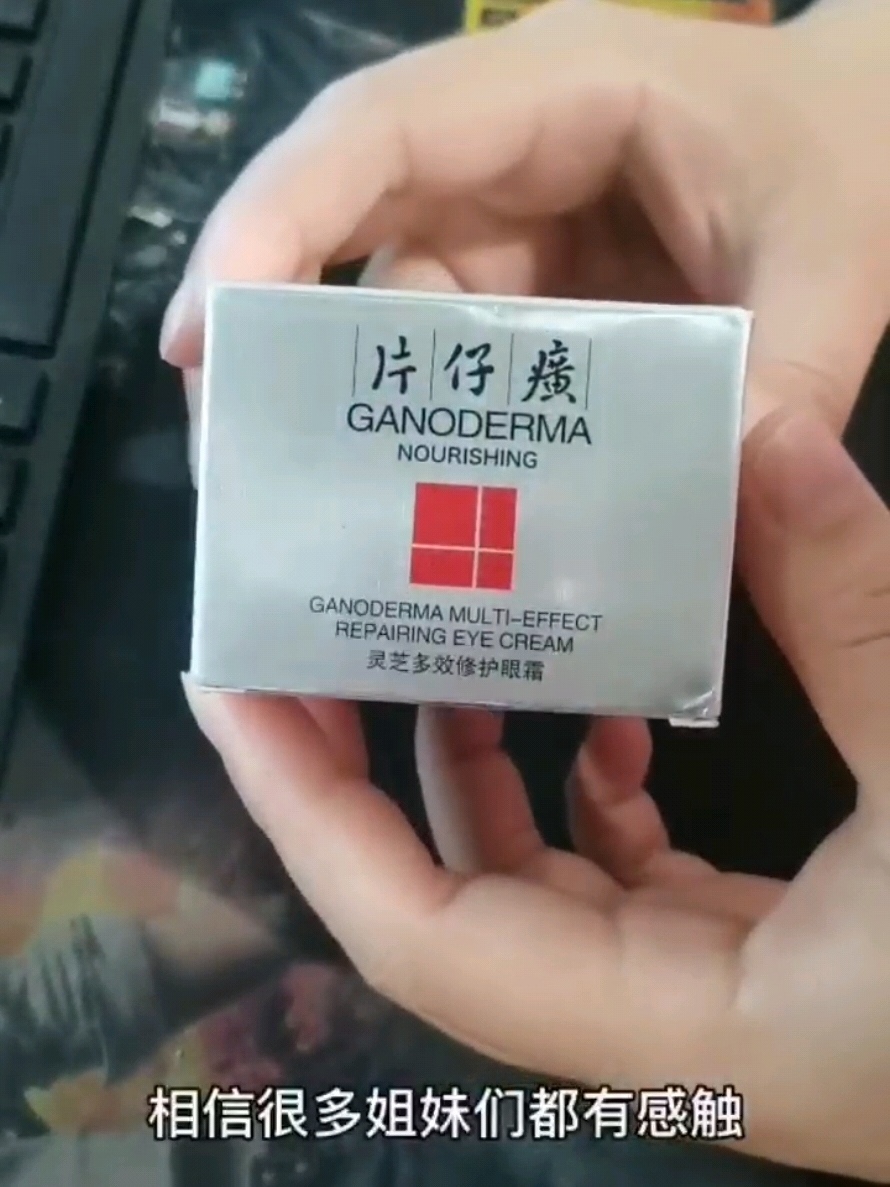 片仔癀
GANODERMA
NOURISHING
GANODERMA MULTI-EFFECT
REPAIRING EYE CREAM
灵芝多效修护眼霜
相信很多姐妹们都有感触